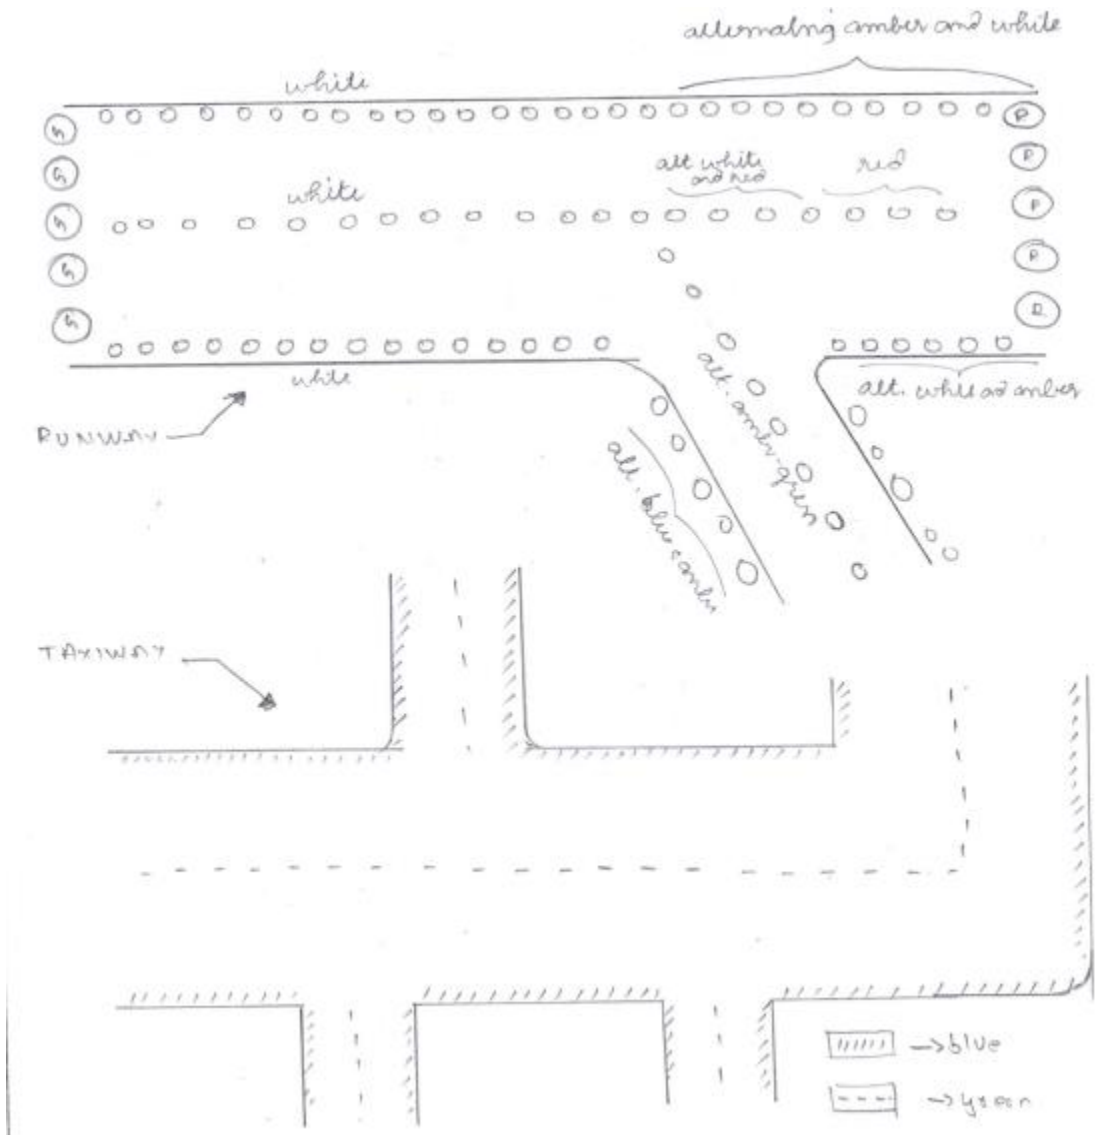 alternating amber and white
white
G
R
G
R
alt white
and red
red
white
G
R
G
R
G
R
white
alt. white and amber
RUNWAY
alt. amber-green
alt. blue & amber
TAXIWAY
→blue
→green